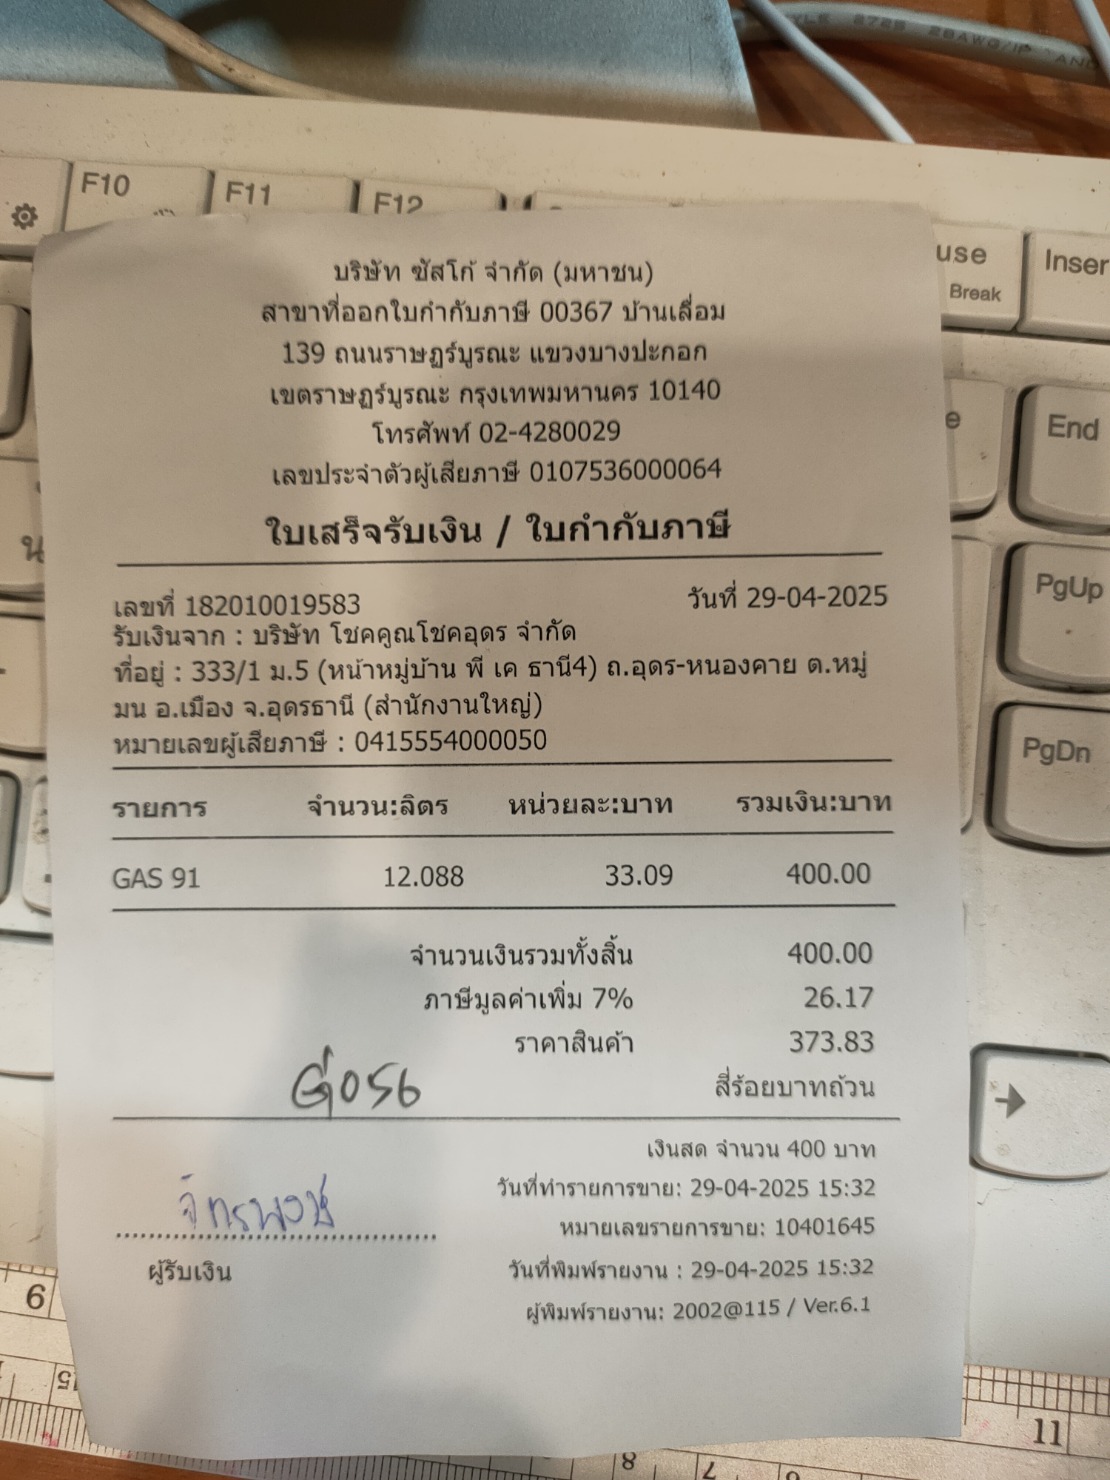 STYLE 2725 28AWG/1P AND
F10
F11
F12
use
Break
Inser
End
PgUp
PgDn
บริษัท ซัสโก้ จำกัด (มหาชน)
สาขาที่ออกใบกำกับภาษี 00367 บ้านเลื่อม
139 ถนนราษฎร์บูรณะ แขวงบางปะกอก
เขตราษฎร์บูรณะ กรุงเทพมหานคร 10140
โทรศัพท์ 02-4280029
เลขประจำตัวผู้เสียภาษี 0107536000064
ใบเสร็จรับเงิน / ใบกำกับภาษี
เลขที่ 182010019583 วันที่ 29-04-2025
รับเงินจาก : บริษัท โชคคูณโชคอุดร จำกัด
ที่อยู่ : 333/1 ม.5 (หน้าหมู่บ้าน พี เค ธานี4) ถ.อุดร-หนองคาย ต.หมู่
มน อ.เมือง จ.อุดรธานี (สำนักงานใหญ่)
หมายเลขผู้เสียภาษี : 0415554000050
รายการ จำนวน:ลิตร หน่วยละ:บาท รวมเงิน:บาท
GAS 91 12.088 33.09 400.00
จำนวนเงินรวมทั้งสิ้น 400.00
ภาษีมูลค่าเพิ่ม 7% 26.17
ราคาสินค้า 373.83
สี่ร้อยบาทถ้วน
เงินสด จำนวน 400 บาท
วันที่ทำรายการขาย: 29-04-2025 15:32
หมายเลขรายการขาย: 10401645
ผู้รับเงิน
วันที่พิมพ์รายงาน : 29-04-2025 15:32
ผู้พิมพ์รายงาน: 2002@115 / Ver.6.1
6
11
8
7